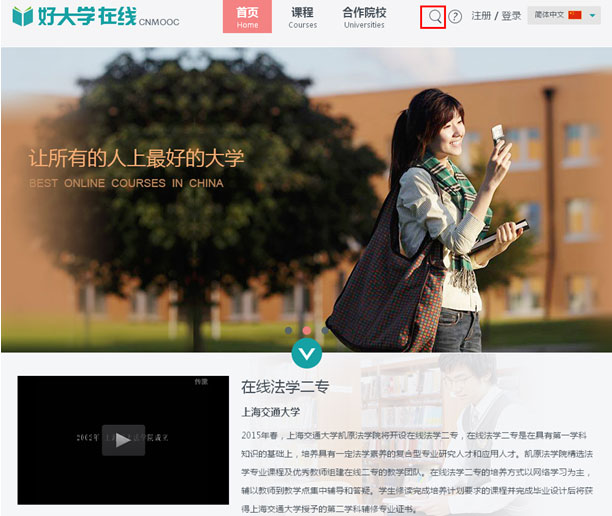 好大学在线 CNMOOC
首页
Home
课程
Courses
合作院校
Universities
?
注册 / 登录
简体中文
让所有的人上最好的大学
BEST ONLINE COURSES IN CHINA
在线法学二专
上海交通大学
2015年春，上海交通大学凯原法学院将开设在线法学二专，在线法学二专是在具有第一学科
知识的基础上，培养具有一定法学素养的复合型专业研究人才和应用人才。凯原法学院精选法
学专业课程及优秀教师组建在线二专的教学团队。在线法学二专的培养方式以网络学习为主，
辅以教师到教学点集中辅导和答疑。学生修读完成培养计划要求的课程并完成毕业设计后将获
得上海交通大学授予的第二学科辅修专业证书。
2002年 上